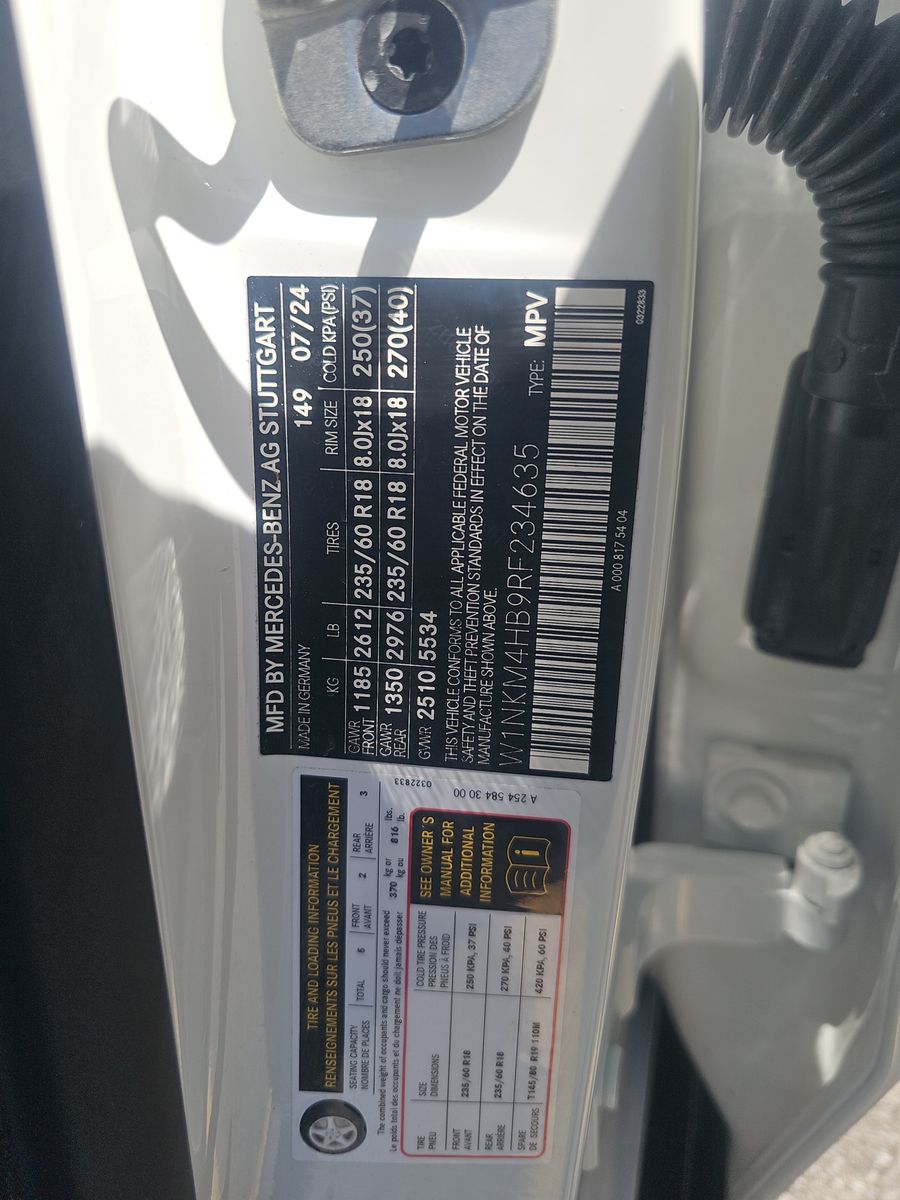 MFD BY MERCEDES-BENZ AG STUTTGART
MADE IN GERMANY 149 07/24
KG LB TIRES RIM SIZE COLD KPA(PSI)
GAWR FRONT 1185 2612 235/60 R18 8.0Jx18 250(37)
GAWR REAR 1350 2976 235/60 R18 8.0Jx18 270(40)
GVWR 2510 5534
THIS VEHICLE CONFORMS TO ALL APPLICABLE FEDERAL MOTOR VEHICLE
SAFETY AND THEFT PREVENTION STANDARDS IN EFFECT ON THE DATE OF
MANUFACTURE SHOWN ABOVE.
W1NKM4HB9RF234635 TYPE: MPV
A 000 817 54 04 0322833
TIRE AND LOADING INFORMATION
RENSEIGNEMENTS SUR LES PNEUS ET LE CHARGEMENT
SEATING CAPACITY
NOMBRE DE PLACES
TOTAL 5
FRONT
AVANT
2
REAR
ARRIÈRE
3
The combined weight of occupants and cargo should never exceed 370 kg or 816 lbs.
Le poids total des occupants et du chargement ne doit jamais dépasser kg ou lb.
TIRE
PNEU
SIZE
DIMENSIONS
COLD TIRE PRESSURE
PRESSION DES
PNEUS À FROID
FRONT
AVANT
235/60 R18 250 KPA, 37 PSI
REAR
ARRIÈRE
235/60 R18 270 KPA, 40 PSI
SPARE
DE SECOURS
T145/80 R19 110M 420 KPA, 60 PSI
SEE OWNER'S
MANUAL FOR
ADDITIONAL
INFORMATION
i
0322833
A 254 584 30 00